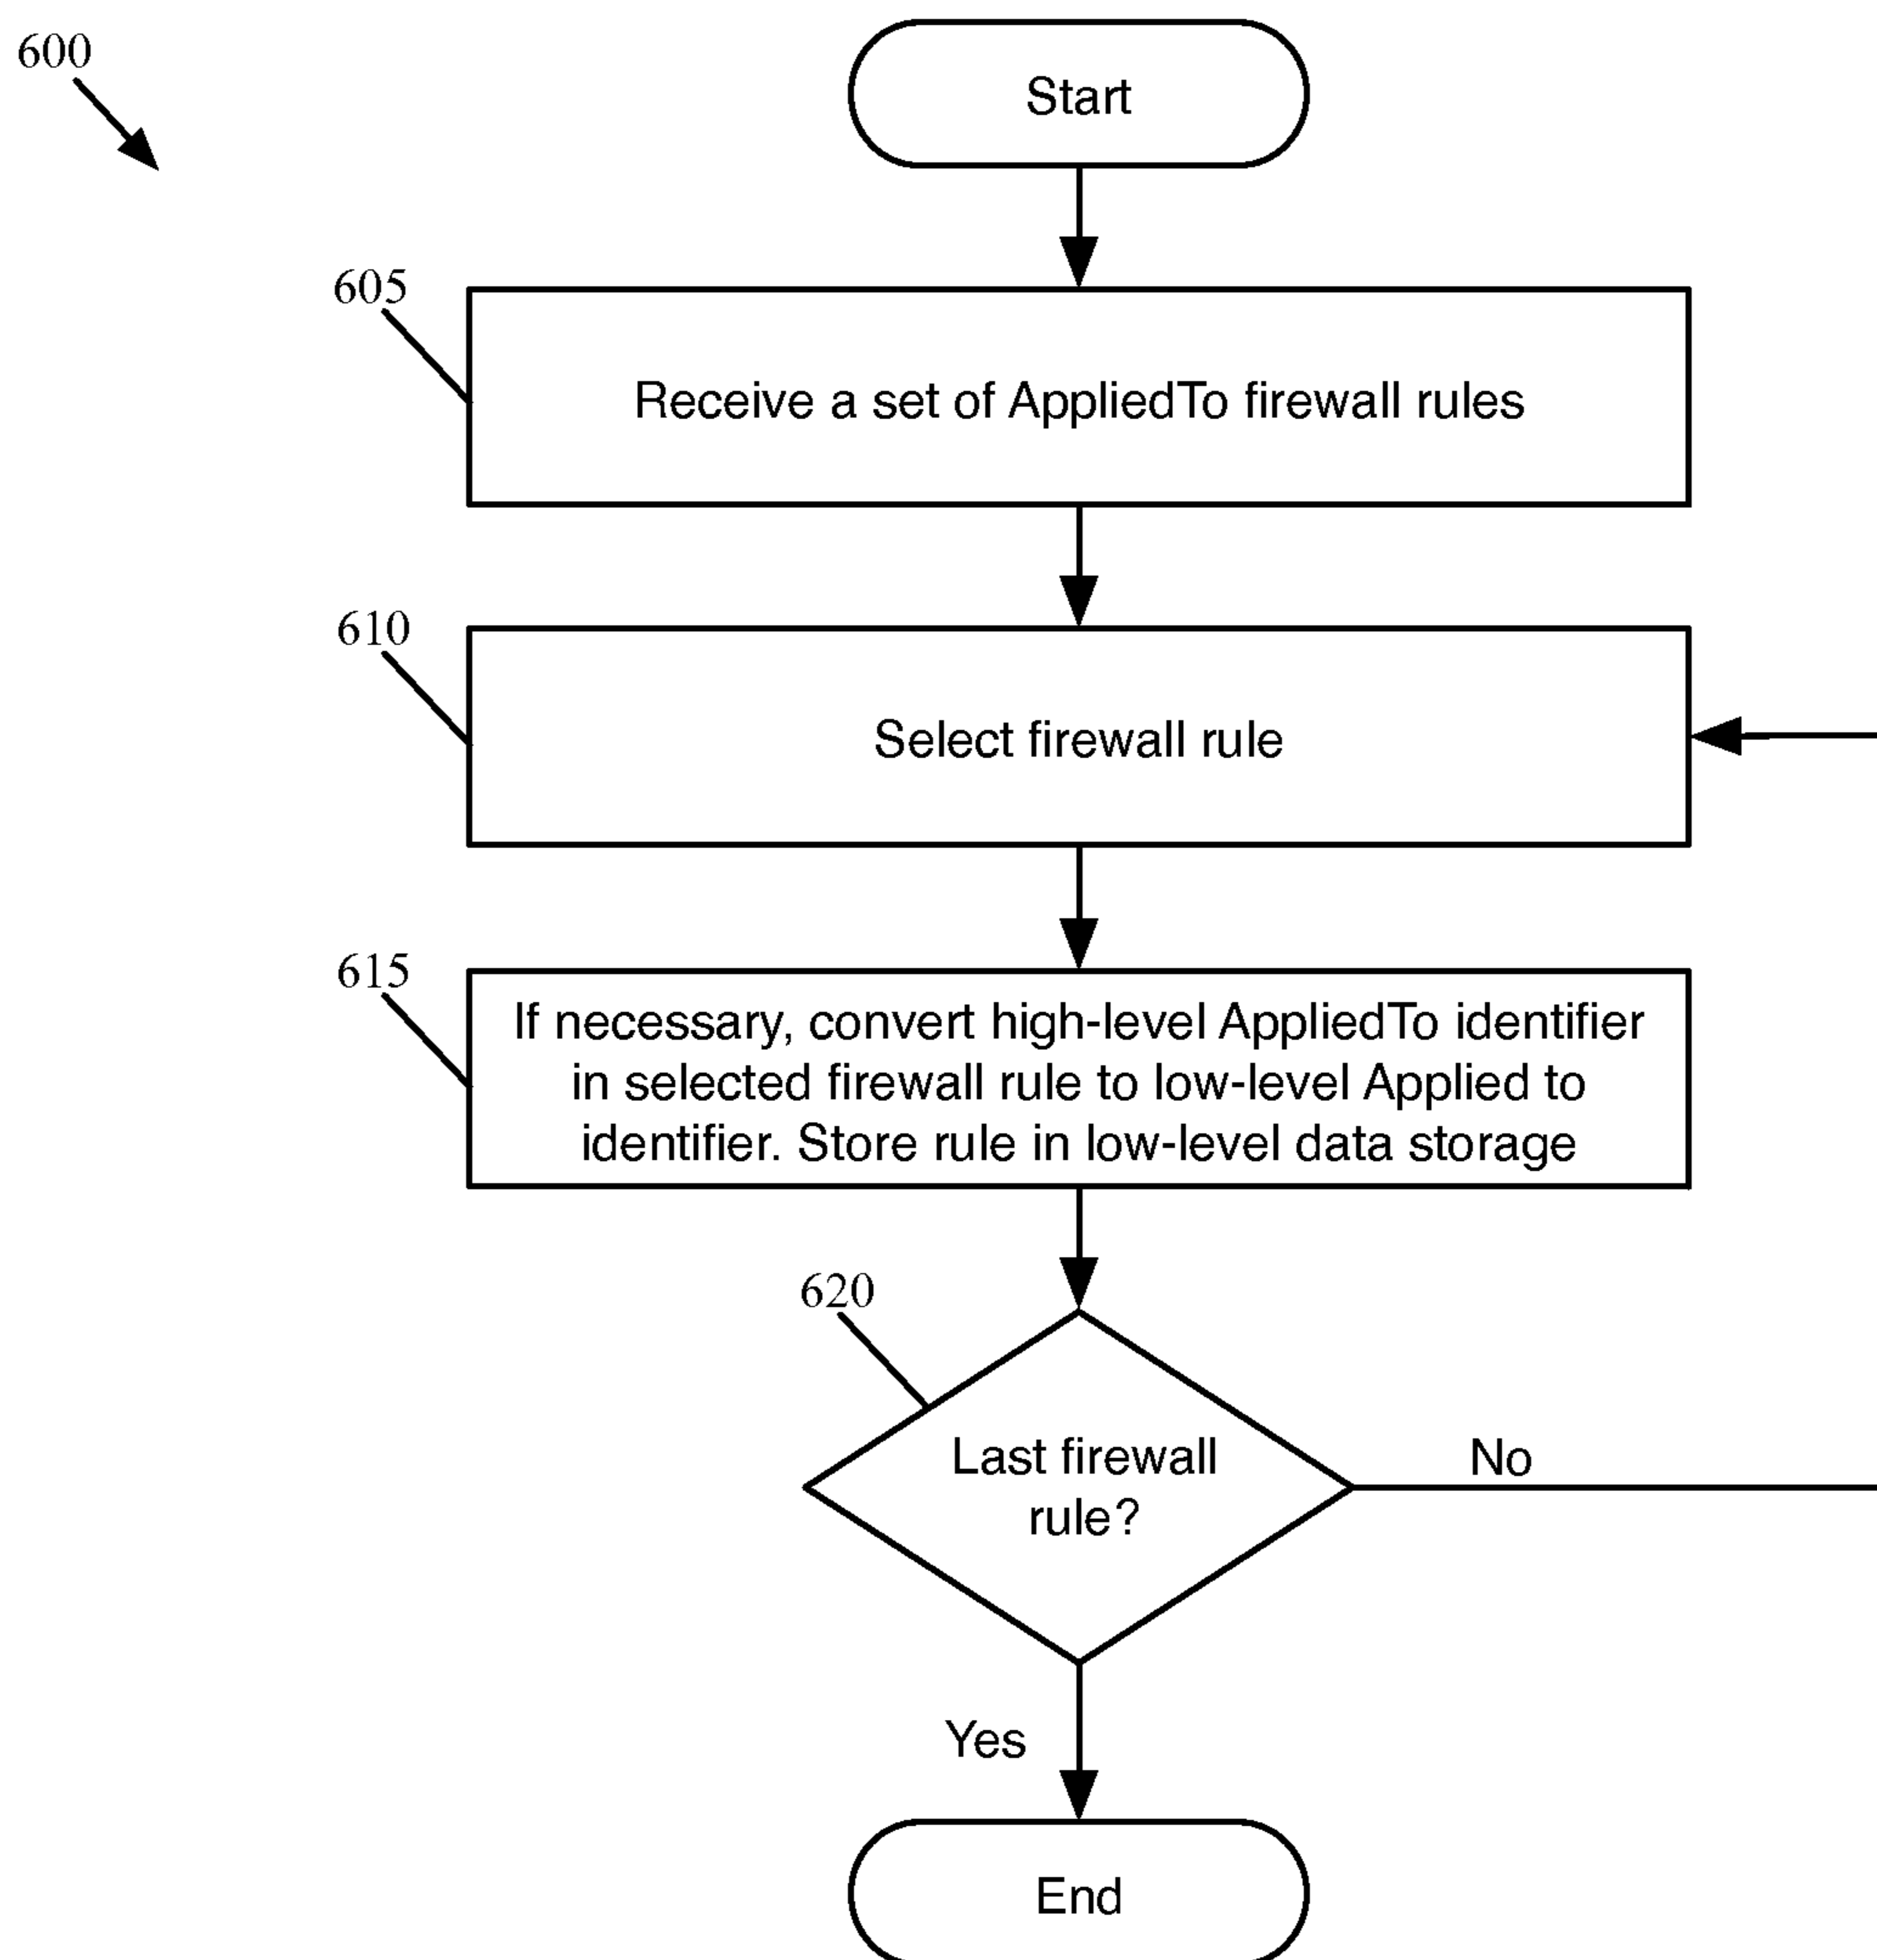 600
Start
605
Receive a set of AppliedTo firewall rules
610
Select firewall rule
615
If necessary, convert high-level AppliedTo identifier
in selected firewall rule to low-level Applied to
identifier. Store rule in low-level data storage
620
Last firewall
rule?
No
Yes
End